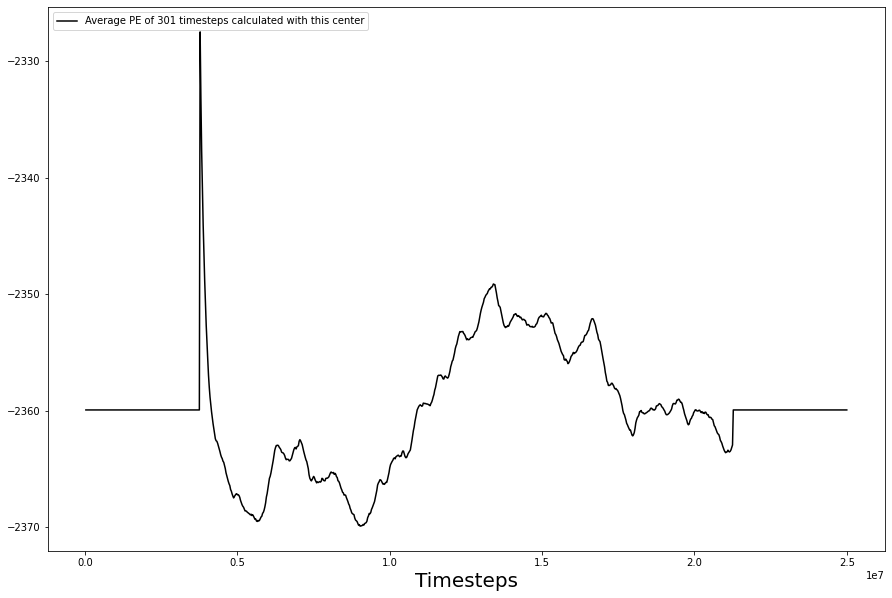 Average PE of 301 timesteps calculated with this center
−2330
−2340
−2350
−2360
−2370
0.0 0.5 1.0 1.5 2.0 2.5
1e7
Timesteps